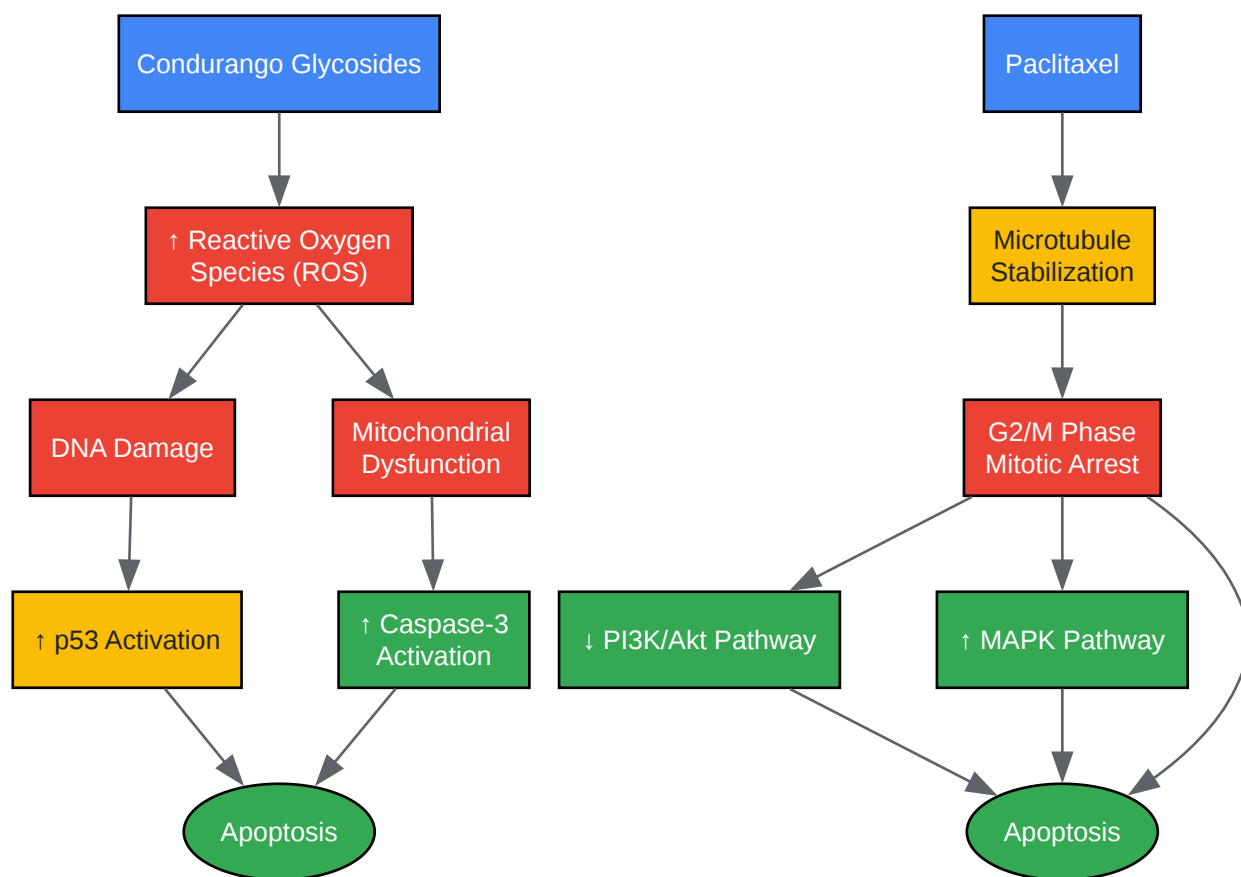 Condurango Glycosides
Paclitaxel
↑ Reactive Oxygen
Species (ROS)
Microtubule
Stabilization
DNA Damage
Mitochondrial
Dysfunction
G2/M Phase
Mitotic Arrest
↑ p53 Activation
↑ Caspase-3
Activation
↓ PI3K/Akt Pathway
↑ MAPK Pathway
Apoptosis
Apoptosis